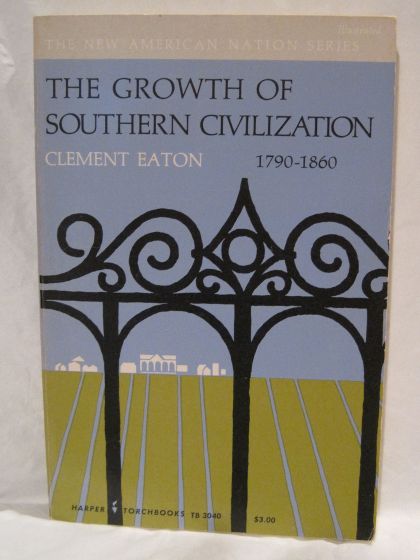 Illustrated
THE NEW AMERICAN NATION SERIES
THE GROWTH OF
SOUTHERN CIVILIZATION
CLEMENT EATON 1790-1860
HARPER TORCHBOOKS TB 3040 $3.00